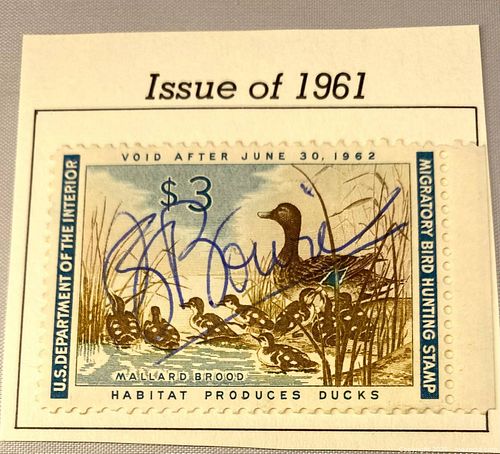 Issue of 1961
VOID AFTER JUNE 30, 1962
U.S. DEPARTMENT OF THE INTERIOR
$3
MIGRATORY BIRD HUNTING STAMP
MALLARD BROOD
HABITAT PRODUCES DUCKS